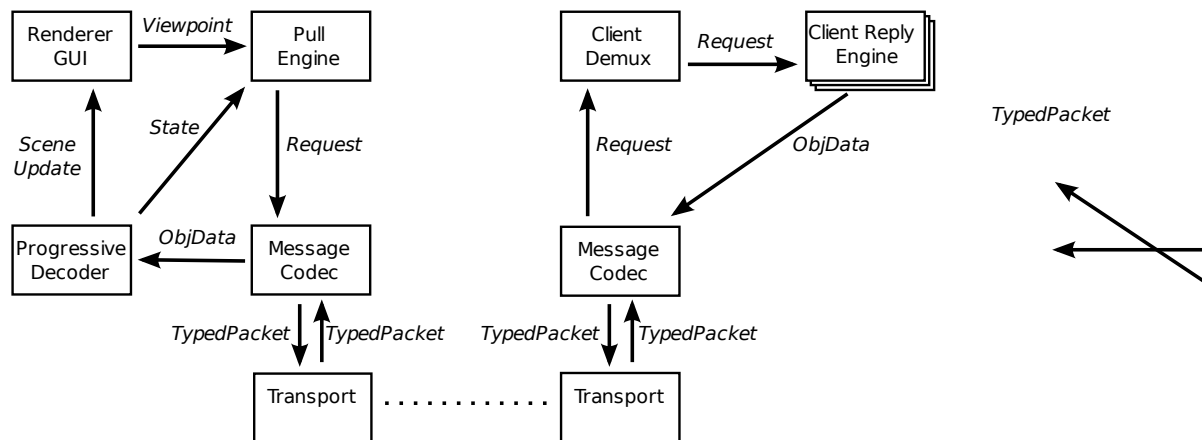 Renderer
GUI
Viewpoint
Pull
Engine
Client
Demux
Request
Client Reply
Engine
Scene
Update
State
Request
Request
ObjData
TypedPacket
Progressive
Decoder
ObjData
Message
Codec
Message
Codec
TypedPacket
TypedPacket
TypedPacket
TypedPacket
Transport
Transport